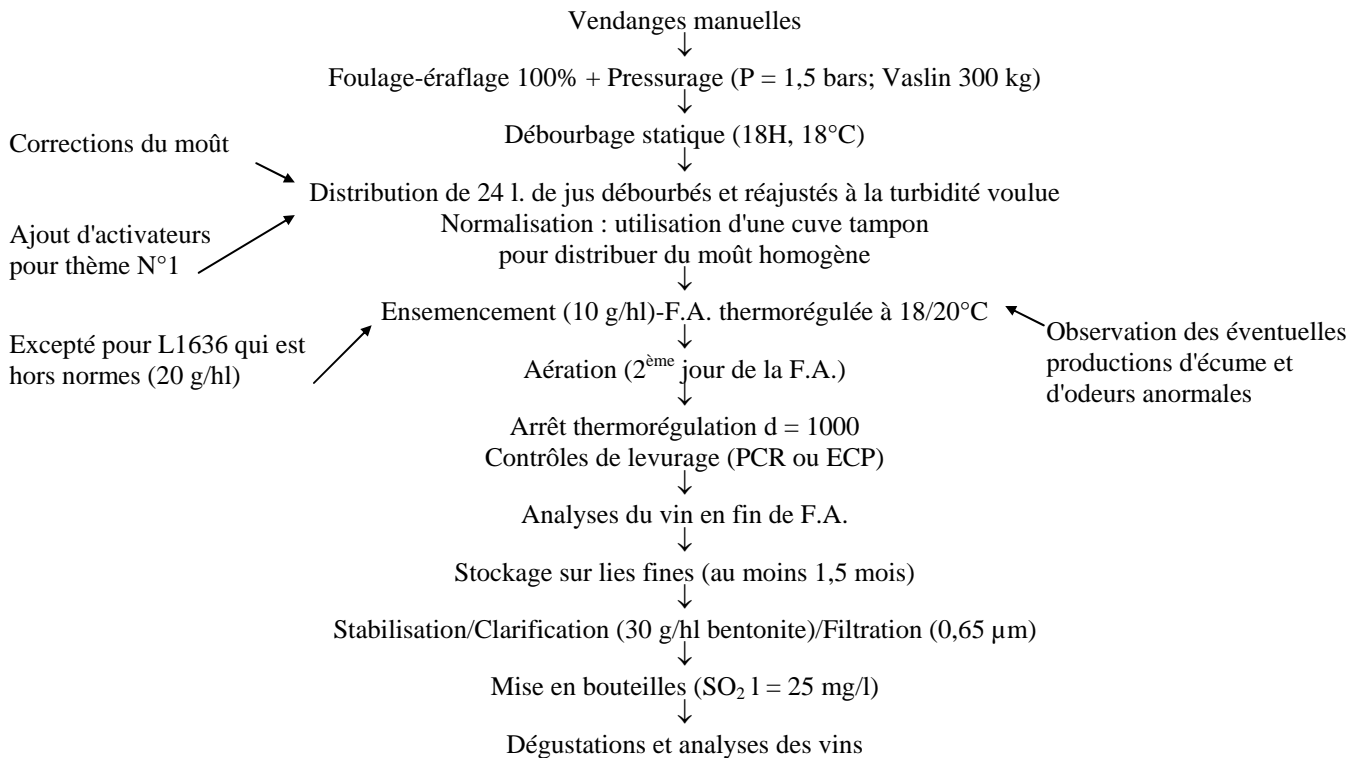 Vendanges manuelles
↓
Foulage-éraflage 100% + Pressurage (P = 1,5 bars; Vaslin 300 kg)
↓
Débourbage statique (18H, 18°C)
↓
Corrections du moût
Distribution de 24 l. de jus débourbés et réajustés à la turbidité voulue
Normalisation : utilisation d'une cuve tampon
pour distribuer du moût homogène
Ajout d'activateurs
pour thème N°1
↓
Ensemencement (10 g/hl)-F.A. thermorégulée à 18/20°C
Excepté pour L1636 qui est
hors normes (20 g/hl)
Observation des éventuelles
productions d'écume et
d'odeurs anormales
↓
Aération (2ème jour de la F.A.)
↓
Arrêt thermorégulation d = 1000
Contrôles de levurage (PCR ou ECP)
↓
Analyses du vin en fin de F.A.
↓
Stockage sur lies fines (au moins 1,5 mois)
↓
Stabilisation/Clarification (30 g/hl bentonite)/Filtration (0,65 µm)
↓
Mise en bouteilles (SO₂ l = 25 mg/l)
↓
Dégustations et analyses des vins